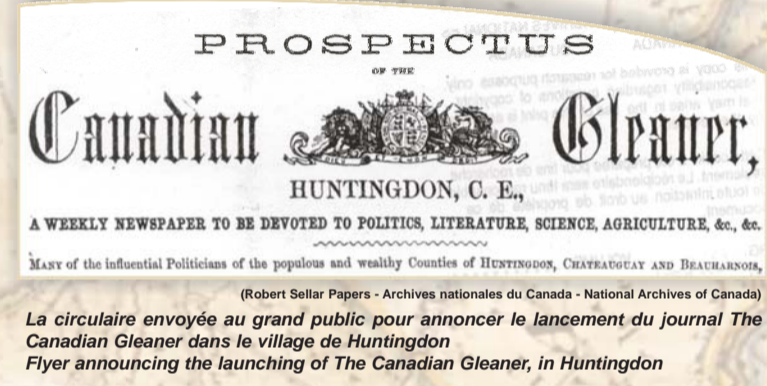 PROSPECTUS
OF THE
Canadian Gleaner,
HUNTINGDON, C. E.,
A WEEKLY NEWSPAPER TO BE DEVOTED TO POLITICS, LITERATURE, SCIENCE, AGRICULTURE, &c., &c.
MANY of the influential Politicians of the populous and wealthy Counties of HUNTINGDON, CHATEAUGUAY AND BEAUHARNOIS,
(Robert Sellar Papers - Archives nationales du Canada - National Archives of Canada)
La circulaire envoyée au grand public pour annoncer le lancement du journal The
Canadian Gleaner dans le village de Huntingdon
Flyer announcing the launching of The Canadian Gleaner, in Huntingdon